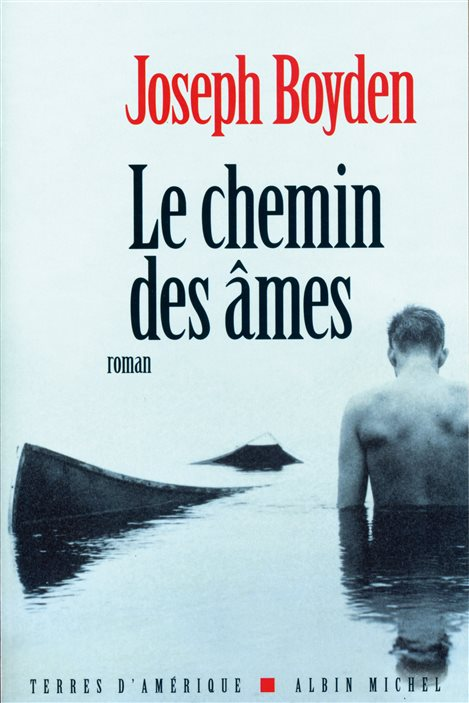 Joseph Boyden
Le chemin
des âmes
roman
TERRES D'AMÉRIQUE ■ ALBIN MICHEL